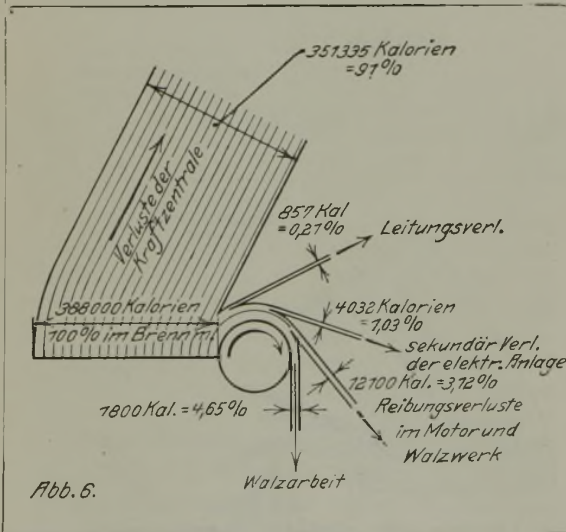 351335 Kalorien
=91%
Verluste der
Kraftzentrale
857 Kal
=0,21%
Leitungsverl.
388000 Kalorien
100% im Brennm.
4032 Kalorien
=1,03%
sekundär Verl.
der elektr. Anlage
12100 Kal. =3,12%
Reibungsverluste
im Motor und
Walzwerk
1800 Kal. =4,65%
Walzarbeit
Abb. 6.